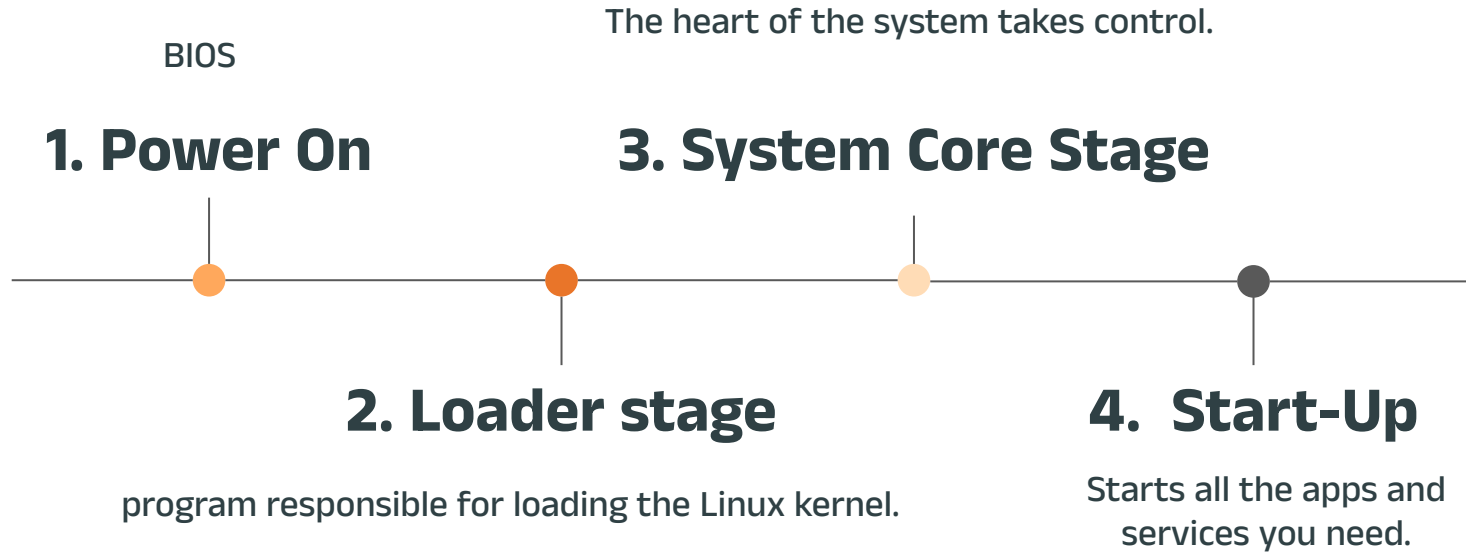 BIOS
1. Power On
2. Loader stage
program responsible for loading the Linux kernel.
The heart of the system takes control.
3. System Core Stage
4. Start-Up
Starts all the apps and
services you need.